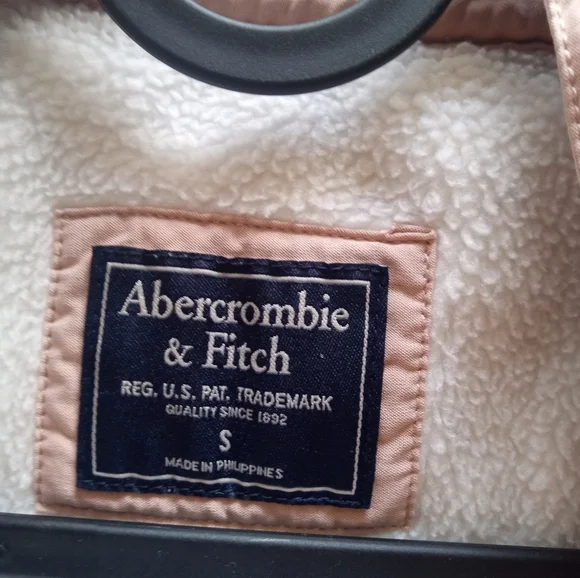 Abercrombie
& Fitch
REG. U.S. PAT. TRADEMARK
QUALITY SINCE 1892
S
MADE IN PHILIPPINES